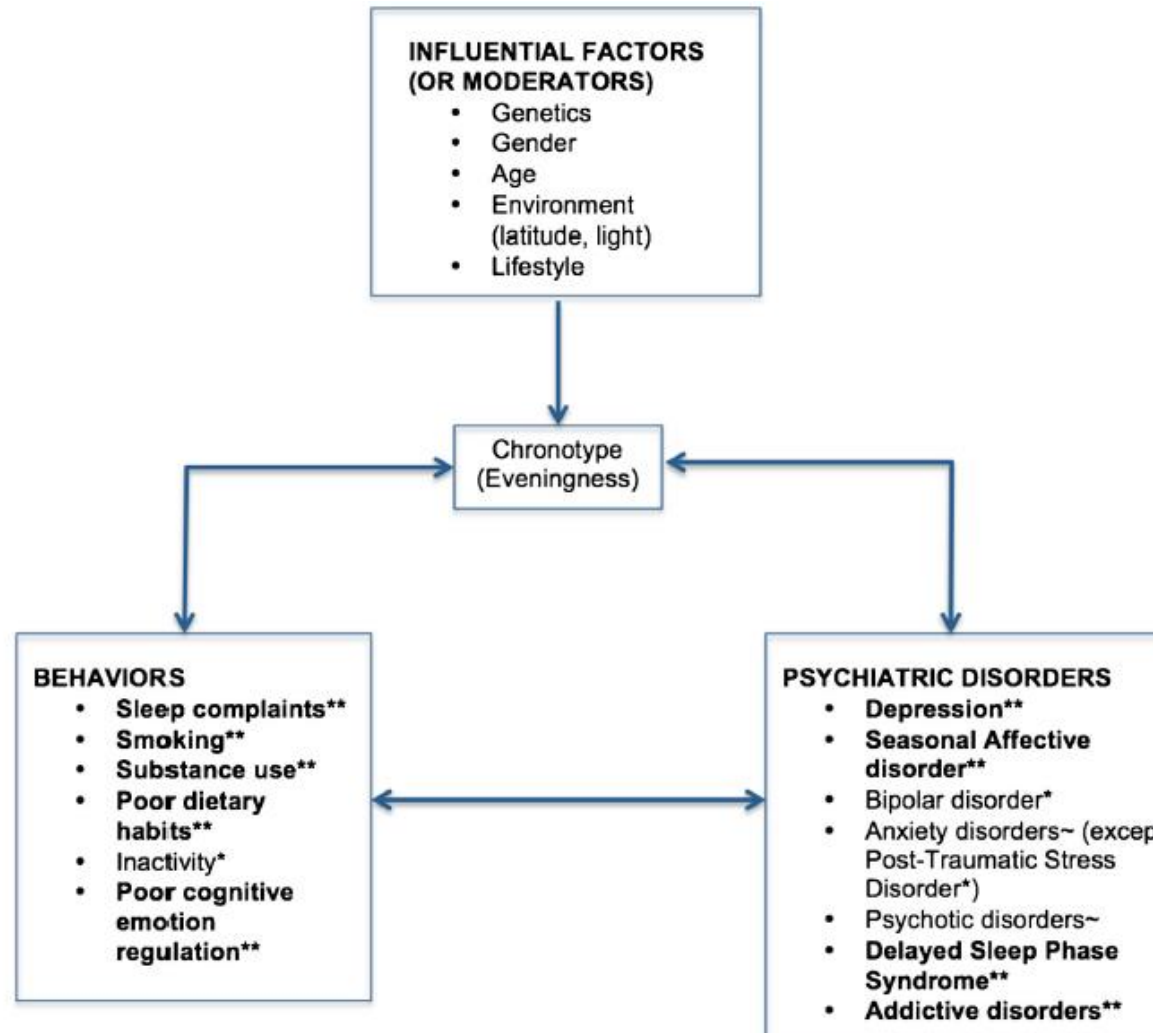 INFLUENTIAL FACTORS
(OR MODERATORS)
• Genetics
• Gender
• Age
• Environment
(latitude, light)
• Lifestyle
Chronotype
(Eveningness)
BEHAVIORS
• Sleep complaints**
• Smoking**
• Substance use**
• Poor dietary
habits**
• Inactivity*
• Poor cognitive
emotion
regulation**
PSYCHIATRIC DISORDERS
• Depression**
• Seasonal Affective
disorder**
• Bipolar disorder*
• Anxiety disorders~ (excep
Post-Traumatic Stress
Disorder*)
• Psychotic disorders~
• Delayed Sleep Phase
Syndrome**
• Addictive disorders**